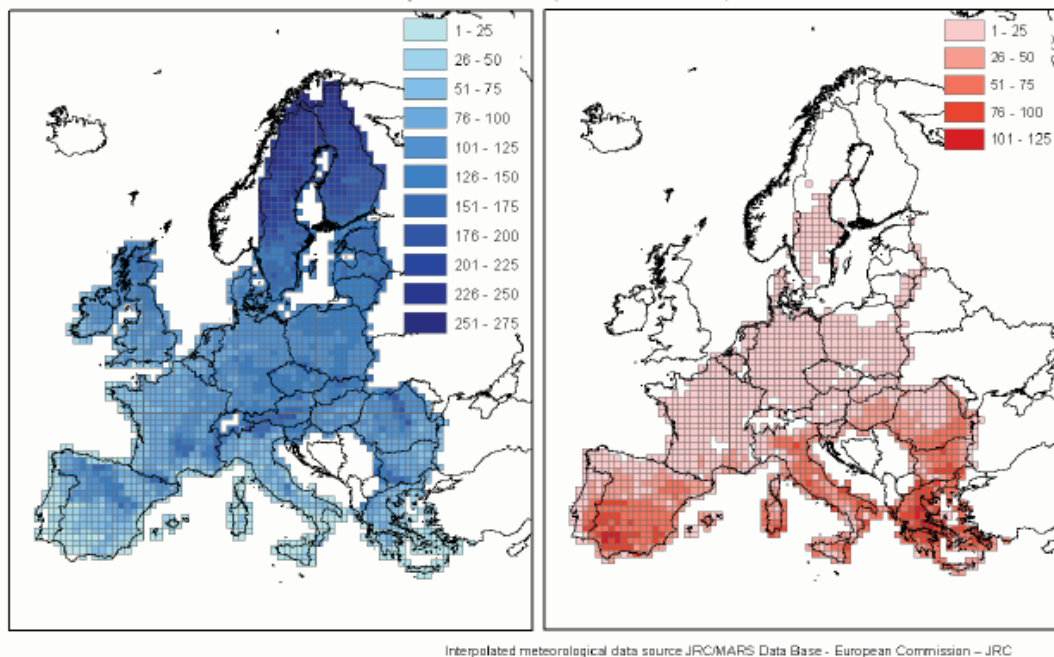 1 - 25
26 - 50
51 - 75
76 - 100
101 - 125
126 - 150
151 - 175
176 - 200
201 - 225
226 - 250
251 - 275
1 - 25
26 - 50
51 - 75
76 - 100
101 - 125
Interpolated meteorological data source JRC/MARS Data Base - European Commission – JRC